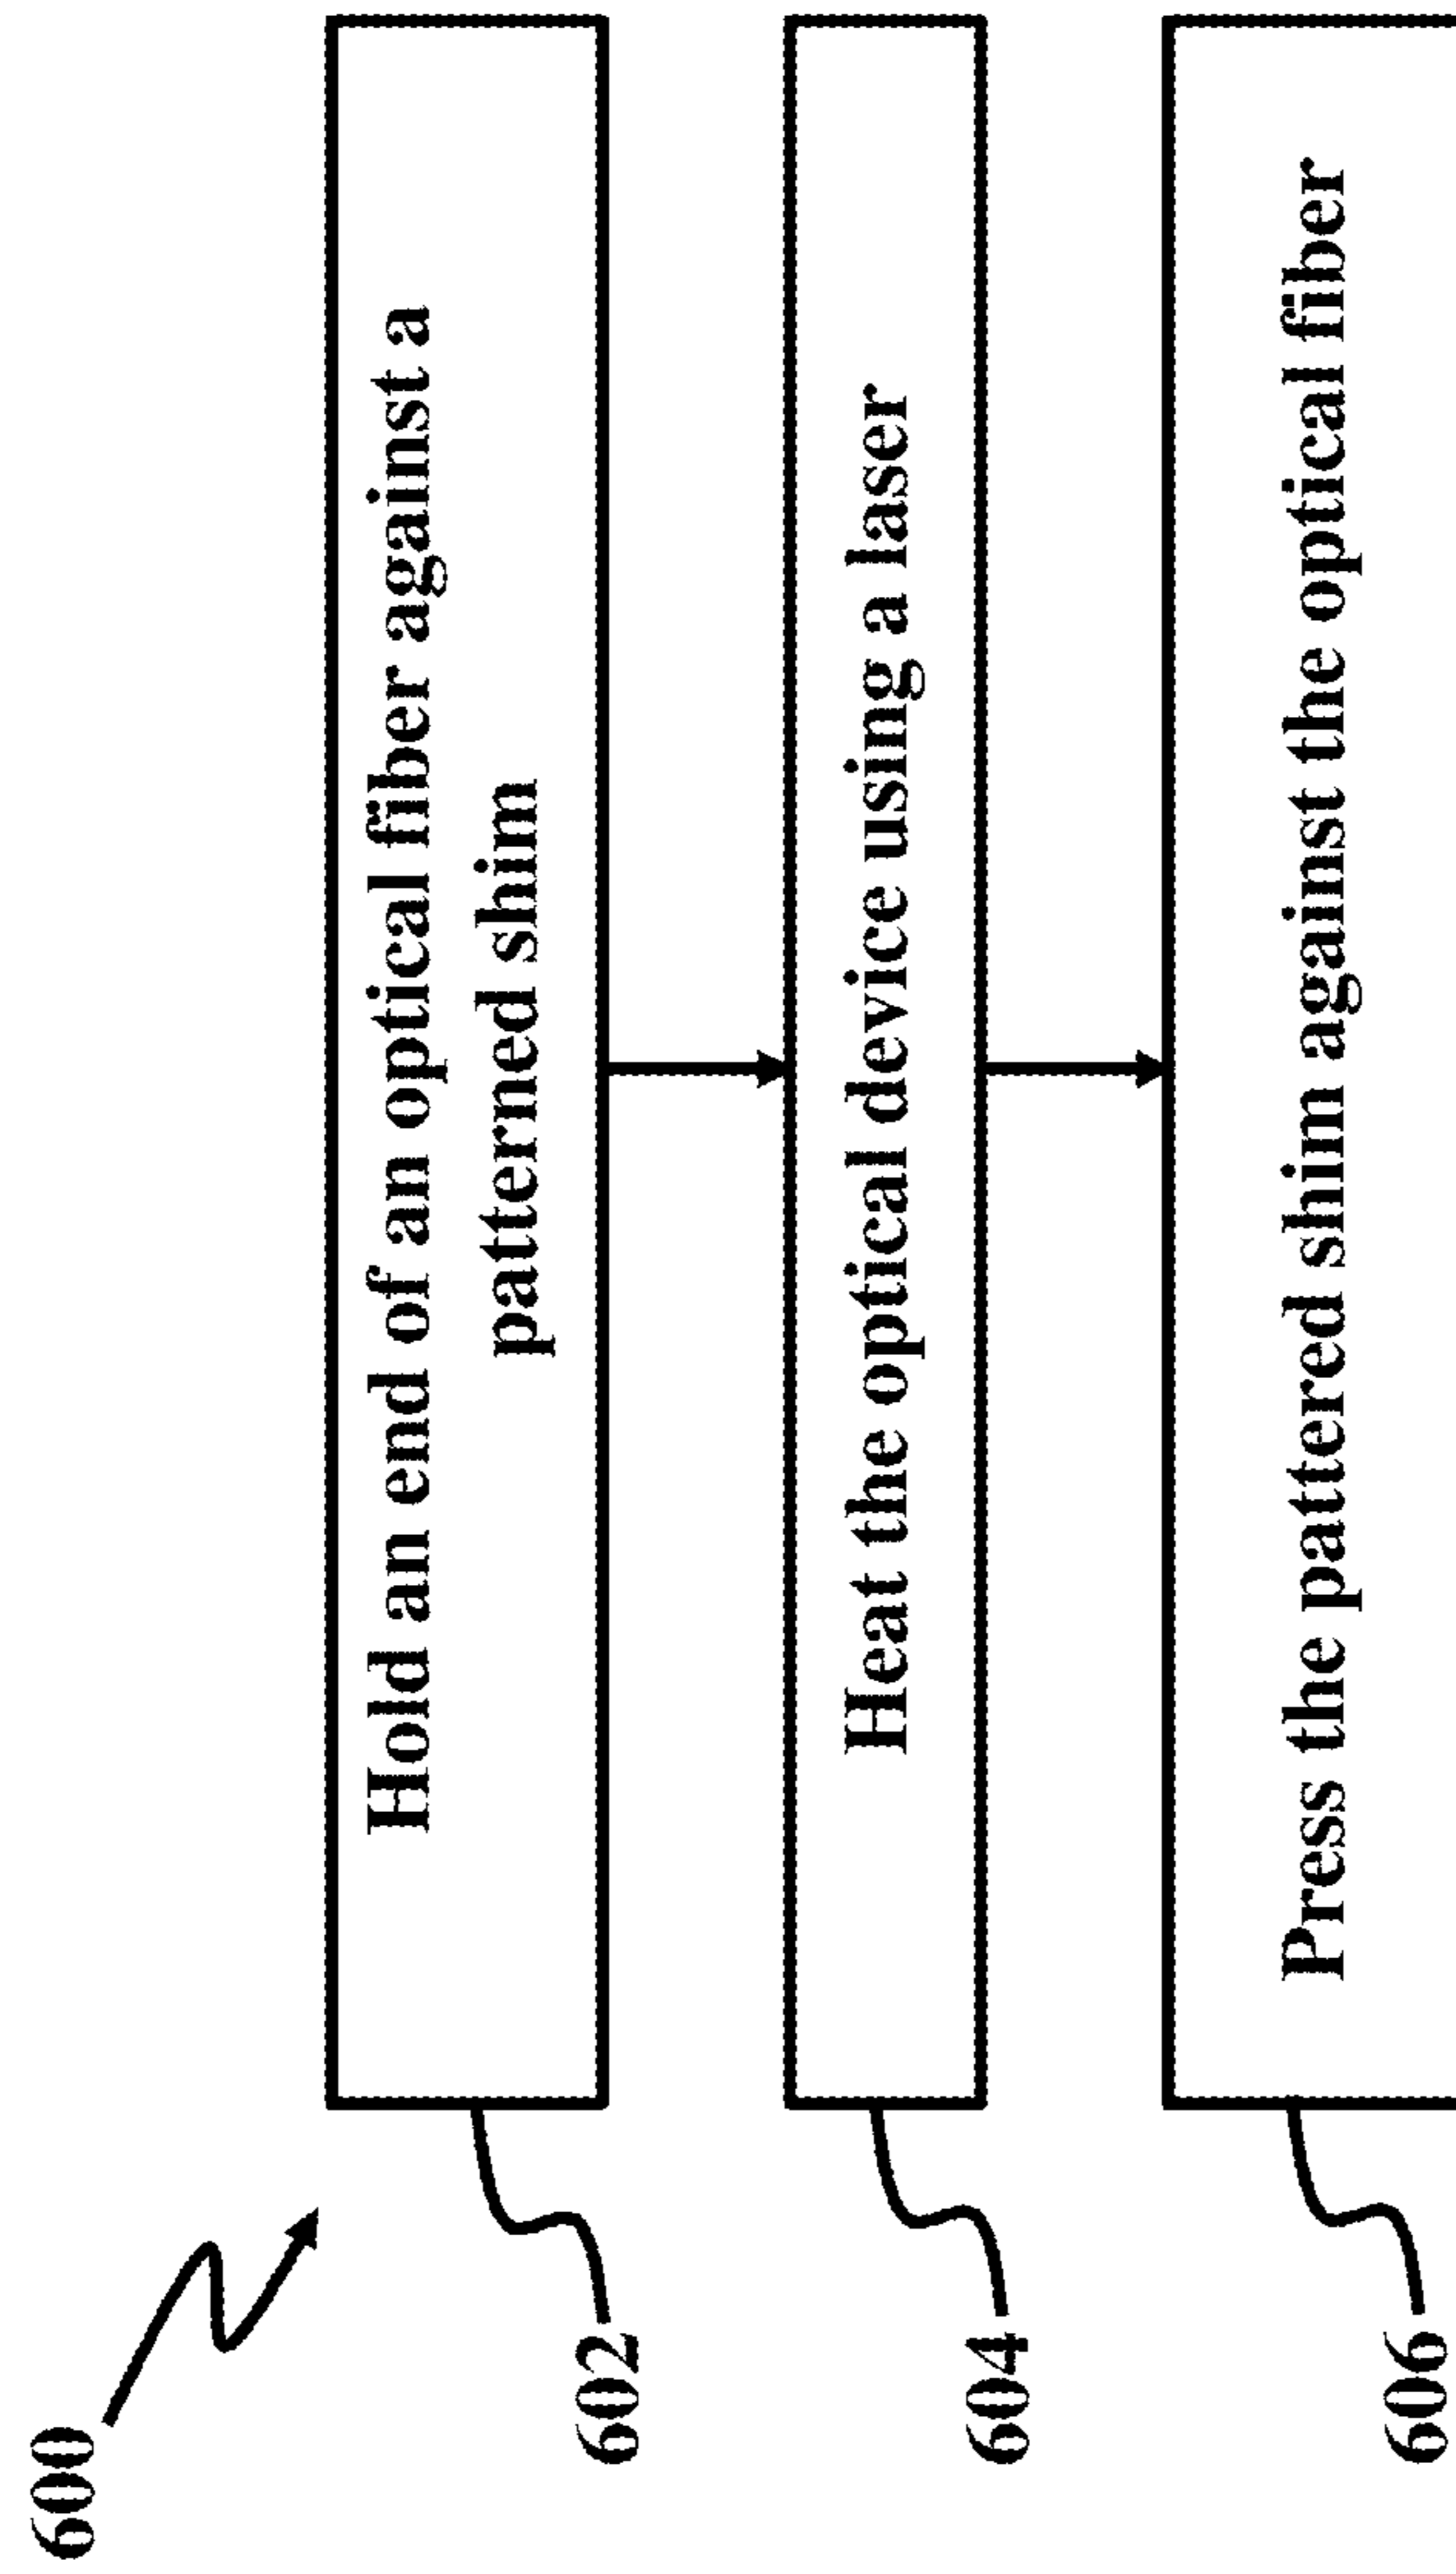 600
602
Hold an end of an optical fiber against a
patterned shim
604
Heat the optical device using a laser
606
Press the pattered shim against the optical fiber